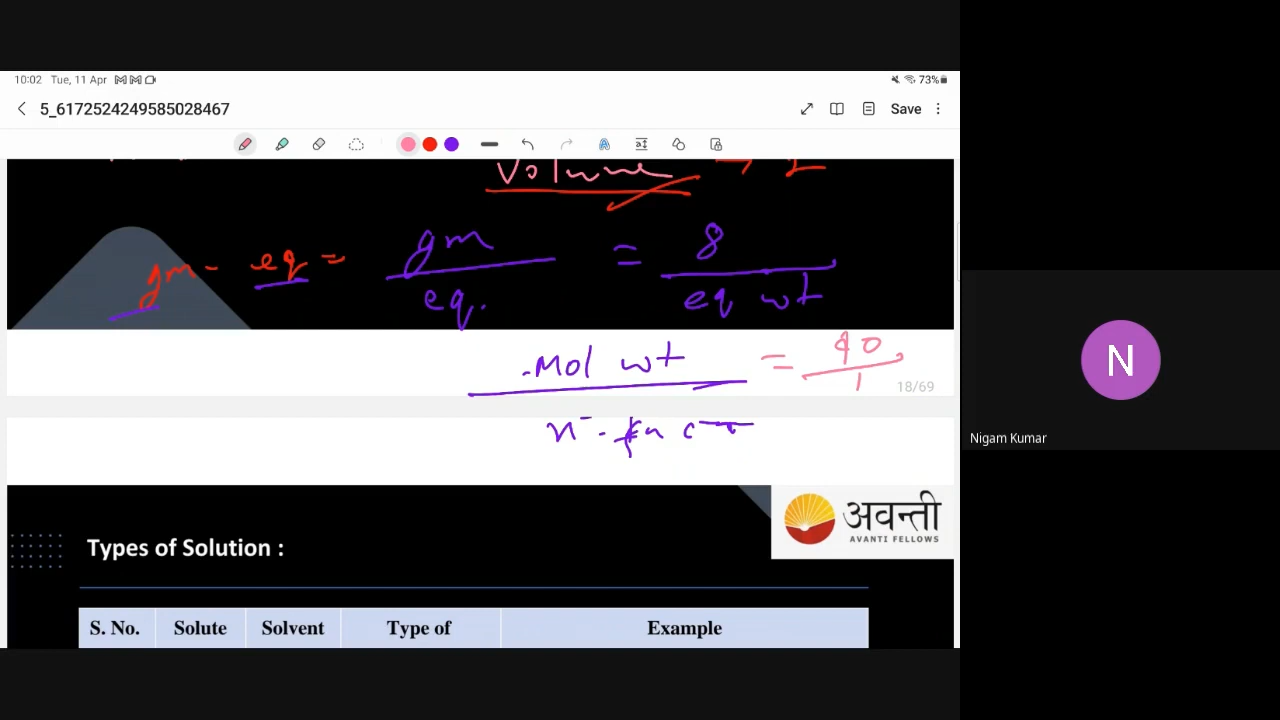 10:02 Tue, 11 Apr 73%
5_6172524249585028467 Save
Volume → 1
gm- eq = gm / eq. = 8 / eq wt
Mol wt = 40 / 1
18/69
n - 
अवन्ती
AVANTI FELLOWS
Types of Solution :
S. No. Solute Solvent Type of Example
N
Nigam Kumar